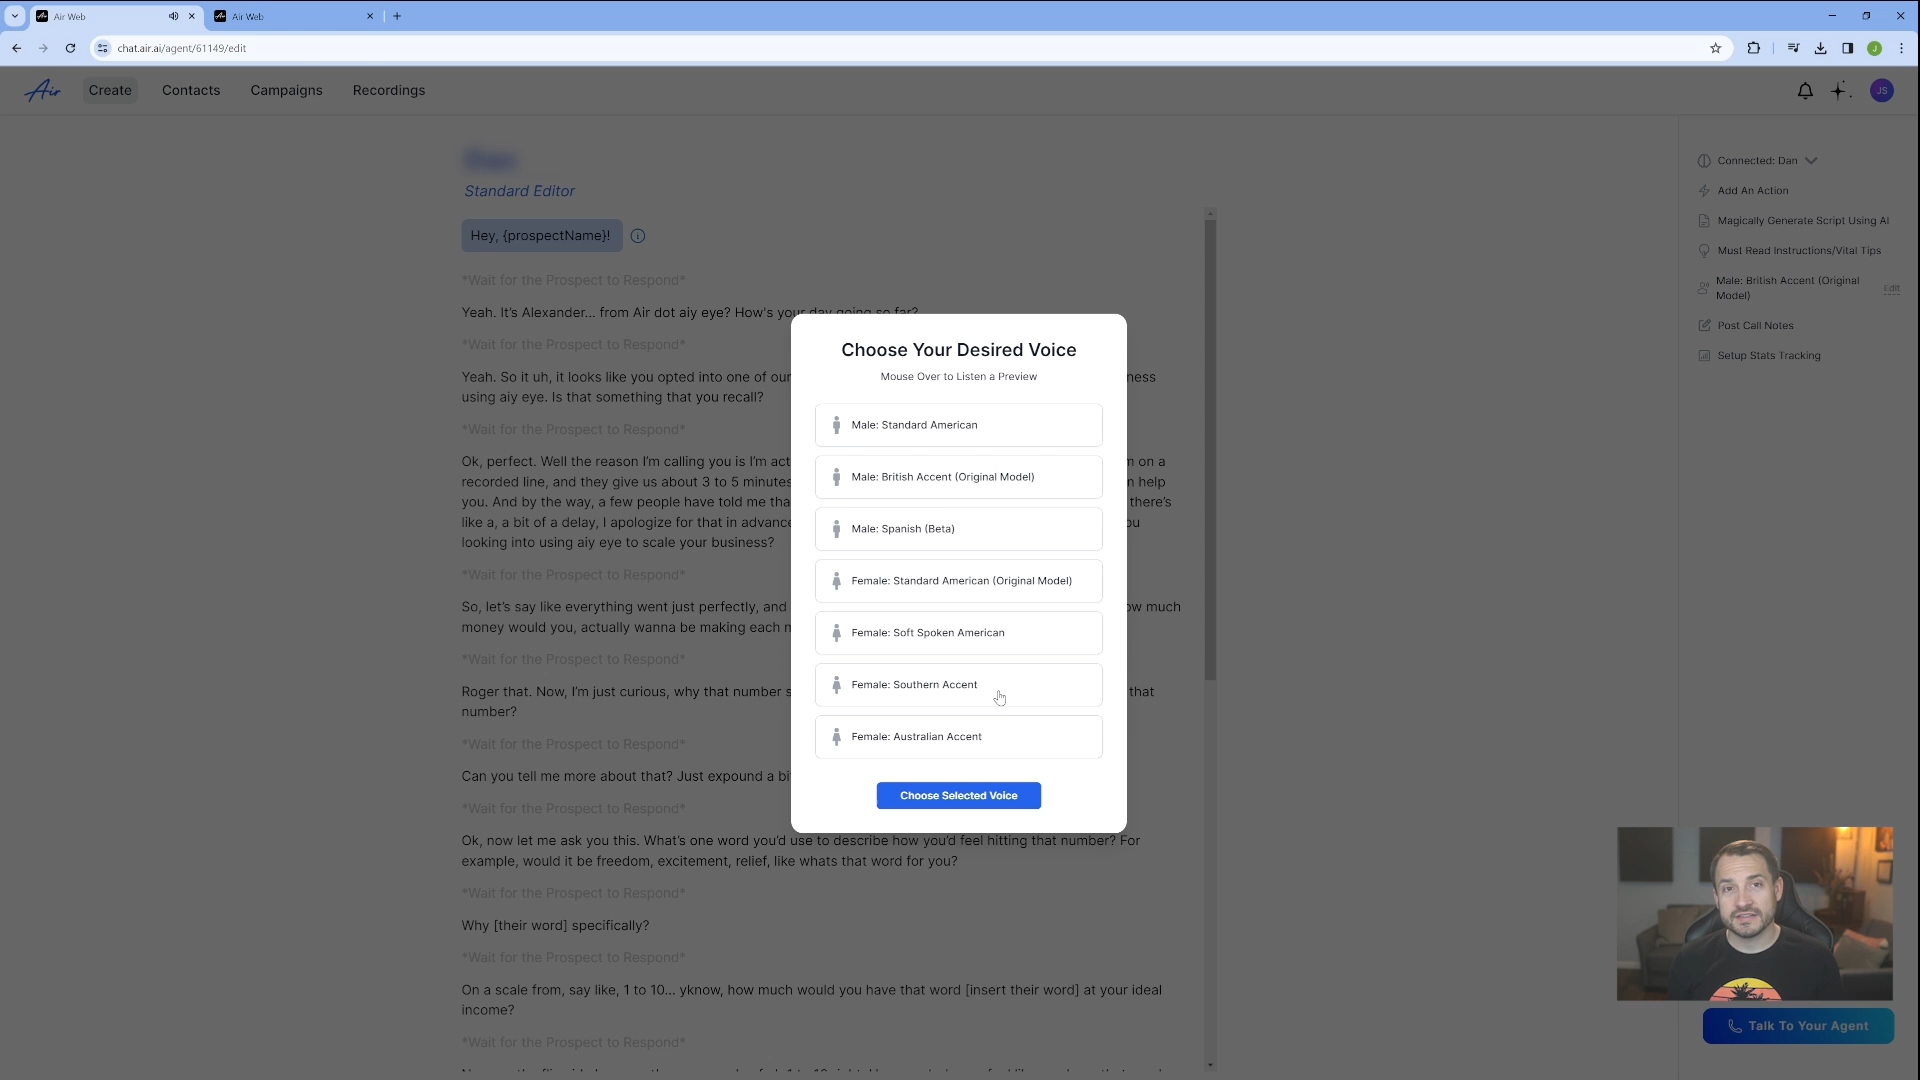 Air Web
Air Web
chat.air.ai/agent/61149/edit
J
Air
Create
Contacts
Campaigns
Recordings
JS
Standard Editor
Hey, {prospectName}!
*Wait for the Prospect to Respond*
Yeah. It's Alexander... from Air dot aiy eye? How's your day going so far?
*Wait for the Prospect to Respond*
Yeah. So it uh, it looks like you opted into one of our
ness
using aiy eye. Is that something that you recall?
*Wait for the Prospect to Respond*
Ok, perfect. Well the reason I'm calling you is I'm act
m on a
recorded line, and they give us about 3 to 5 minutes
n help
you. And by the way, a few people have told me tha
there's
like a, a bit of a delay, I apologize for that in advanc
ou
looking into using aiy eye to scale your business?
*Wait for the Prospect to Respond*
So, let's say like everything went just perfectly, and
ow much
money would you, actually wanna be making each m
*Wait for the Prospect to Respond*
Roger that. Now, I'm just curious, why that number s
that
number?
*Wait for the Prospect to Respond*
Can you tell me more about that? Just expound a bi
*Wait for the Prospect to Respond*
Ok, now let me ask you this. What's one word you'd use to describe how you'd feel hitting that number? For
example, would it be freedom, excitement, relief, like whats that word for you?
*Wait for the Prospect to Respond*
Why [their word] specifically?
*Wait for the Prospect to Respond*
On a scale from, say like, 1 to 10... yknow, how much would you have that word [insert their word] at your ideal
income?
*Wait for the Prospect to Respond*
Choose Your Desired Voice
Mouse Over to Listen a Preview
Male: Standard American
Male: British Accent (Original Model)
Male: Spanish (Beta)
Female: Standard American (Original Model)
Female: Soft Spoken American
Female: Southern Accent
Female: Australian Accent
Choose Selected Voice
Connected: Dan
Add An Action
Magically Generate Script Using AI
Must Read Instructions/Vital Tips
Male: British Accent (Original
Model)
Edit
Post Call Notes
Setup Stats Tracking
Talk To Your Agent